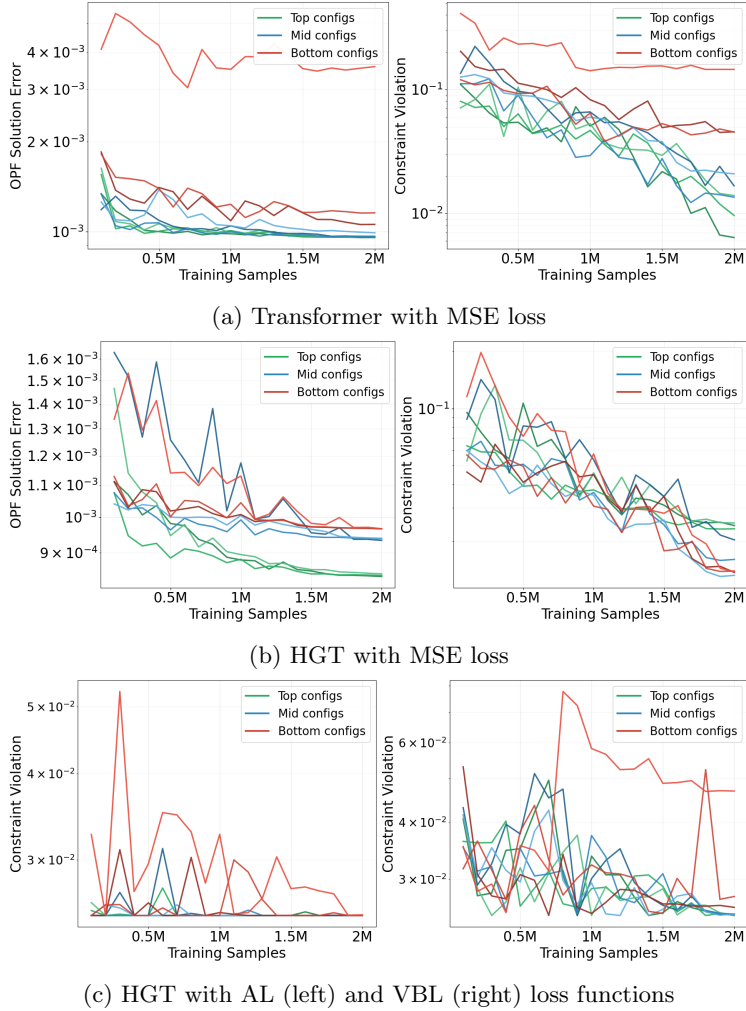 4 × 10⁻³
3 × 10⁻³
2 × 10⁻³
10⁻³
OPF Solution Error
Top configs
Mid configs
Bottom configs
0.5M 1M 1.5M 2M
Training Samples
10⁻¹
10⁻²
Constraint Violation
Top configs
Mid configs
Bottom configs
0.5M 1M 1.5M 2M
Training Samples
(a) Transformer with MSE loss
1.6 × 10⁻³
1.5 × 10⁻³
1.4 × 10⁻³
1.3 × 10⁻³
1.2 × 10⁻³
1.1 × 10⁻³
10⁻³
9 × 10⁻⁴
OPF Solution Error
Top configs
Mid configs
Bottom configs
0.5M 1M 1.5M 2M
Training Samples
10⁻¹
Constraint Violation
Top configs
Mid configs
Bottom configs
0.5M 1M 1.5M 2M
Training Samples
(b) HGT with MSE loss
5 × 10⁻²
4 × 10⁻²
3 × 10⁻²
Constraint Violation
Top configs
Mid configs
Bottom configs
0.5M 1M 1.5M 2M
Training Samples
6 × 10⁻²
4 × 10⁻²
3 × 10⁻²
Constraint Violation
Top configs
Mid configs
Bottom configs
0.5M 1M 1.5M 2M
Training Samples
(c) HGT with AL (left) and VBL (right) loss functions